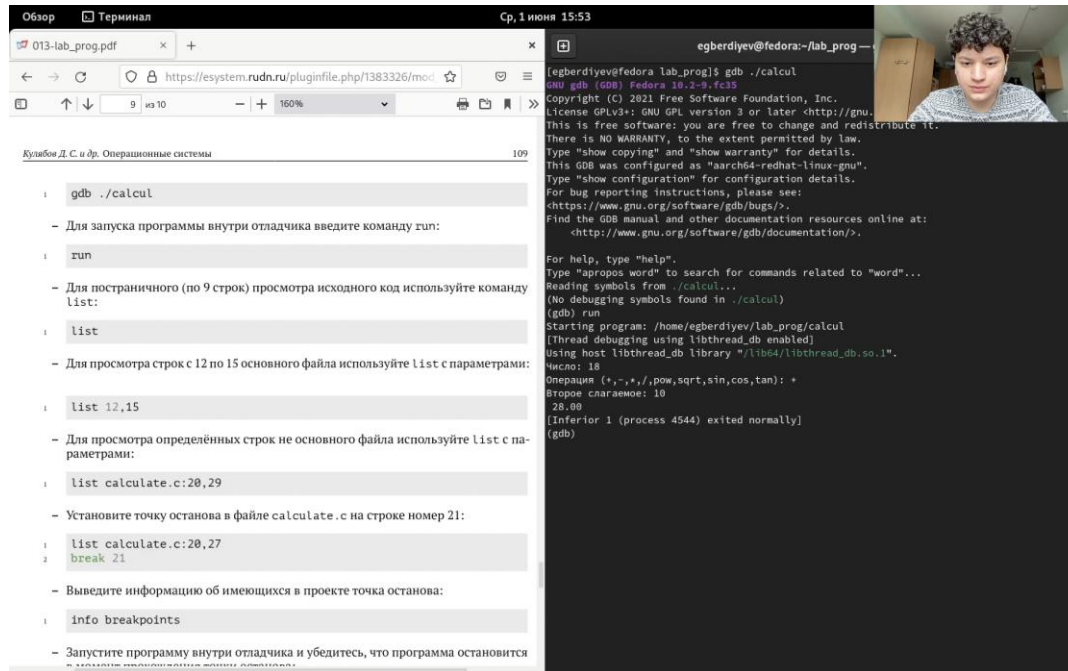 Обзор
Терминал
Ср, 1 июня 15:53
013-lab_prog.pdf
https://esystem.rudn.ru/pluginfile.php/1383326/mod
9 из 10
160%
Кулябов Д. С. и др. Операционные системы 109
1 gdb ./calcul
– Для запуска программы внутри отладчика введите команду run:
1 run
– Для постраничного (по 9 строк) просмотра исходного код используйте команду
list:
1 list
– Для просмотра строк с 12 по 15 основного файла используйте list с параметрами:
1 list 12,15
– Для просмотра определённых строк не основного файла используйте list с па-
раметрами:
1 list calculate.c:20,29
– Установите точку останова в файле calculate.c на строке номер 21:
1 list calculate.c:20,27
2 break 21
– Выведите информацию об имеющихся в проекте точка останова:
1 info breakpoints
– Запустите программу внутри отладчика и убедитесь, что программа остановится
egberdiyev@fedora:~/lab_prog —
[egberdiyev@fedora lab_prog]$ gdb ./calcul
GNU gdb (GDB) Fedora 10.2-9.fc35
Copyright (C) 2021 Free Software Foundation, Inc.
License GPLv3+: GNU GPL version 3 or later <http://gnu.
This is free software: you are free to change and redistribute it.
There is NO WARRANTY, to the extent permitted by law.
Type "show copying" and "show warranty" for details.
This GDB was configured as "aarch64-redhat-linux-gnu".
Type "show configuration" for configuration details.
For bug reporting instructions, please see:
<https://www.gnu.org/software/gdb/bugs/>.
Find the GDB manual and other documentation resources online at:
<http://www.gnu.org/software/gdb/documentation/>.
For help, type "help".
Type "apropos word" to search for commands related to "word"...
Reading symbols from ./calcul...
(No debugging symbols found in ./calcul)
(gdb) run
Starting program: /home/egberdiyev/lab_prog/calcul
[Thread debugging using libthread_db enabled]
Using host libthread_db library "/lib64/libthread_db.so.1".
Число: 18
Операция (+,-,*,/,pow,sqrt,sin,cos,tan): +
Второе слагаемое: 10
28.00
[Inferior 1 (process 4544) exited normally]
(gdb)